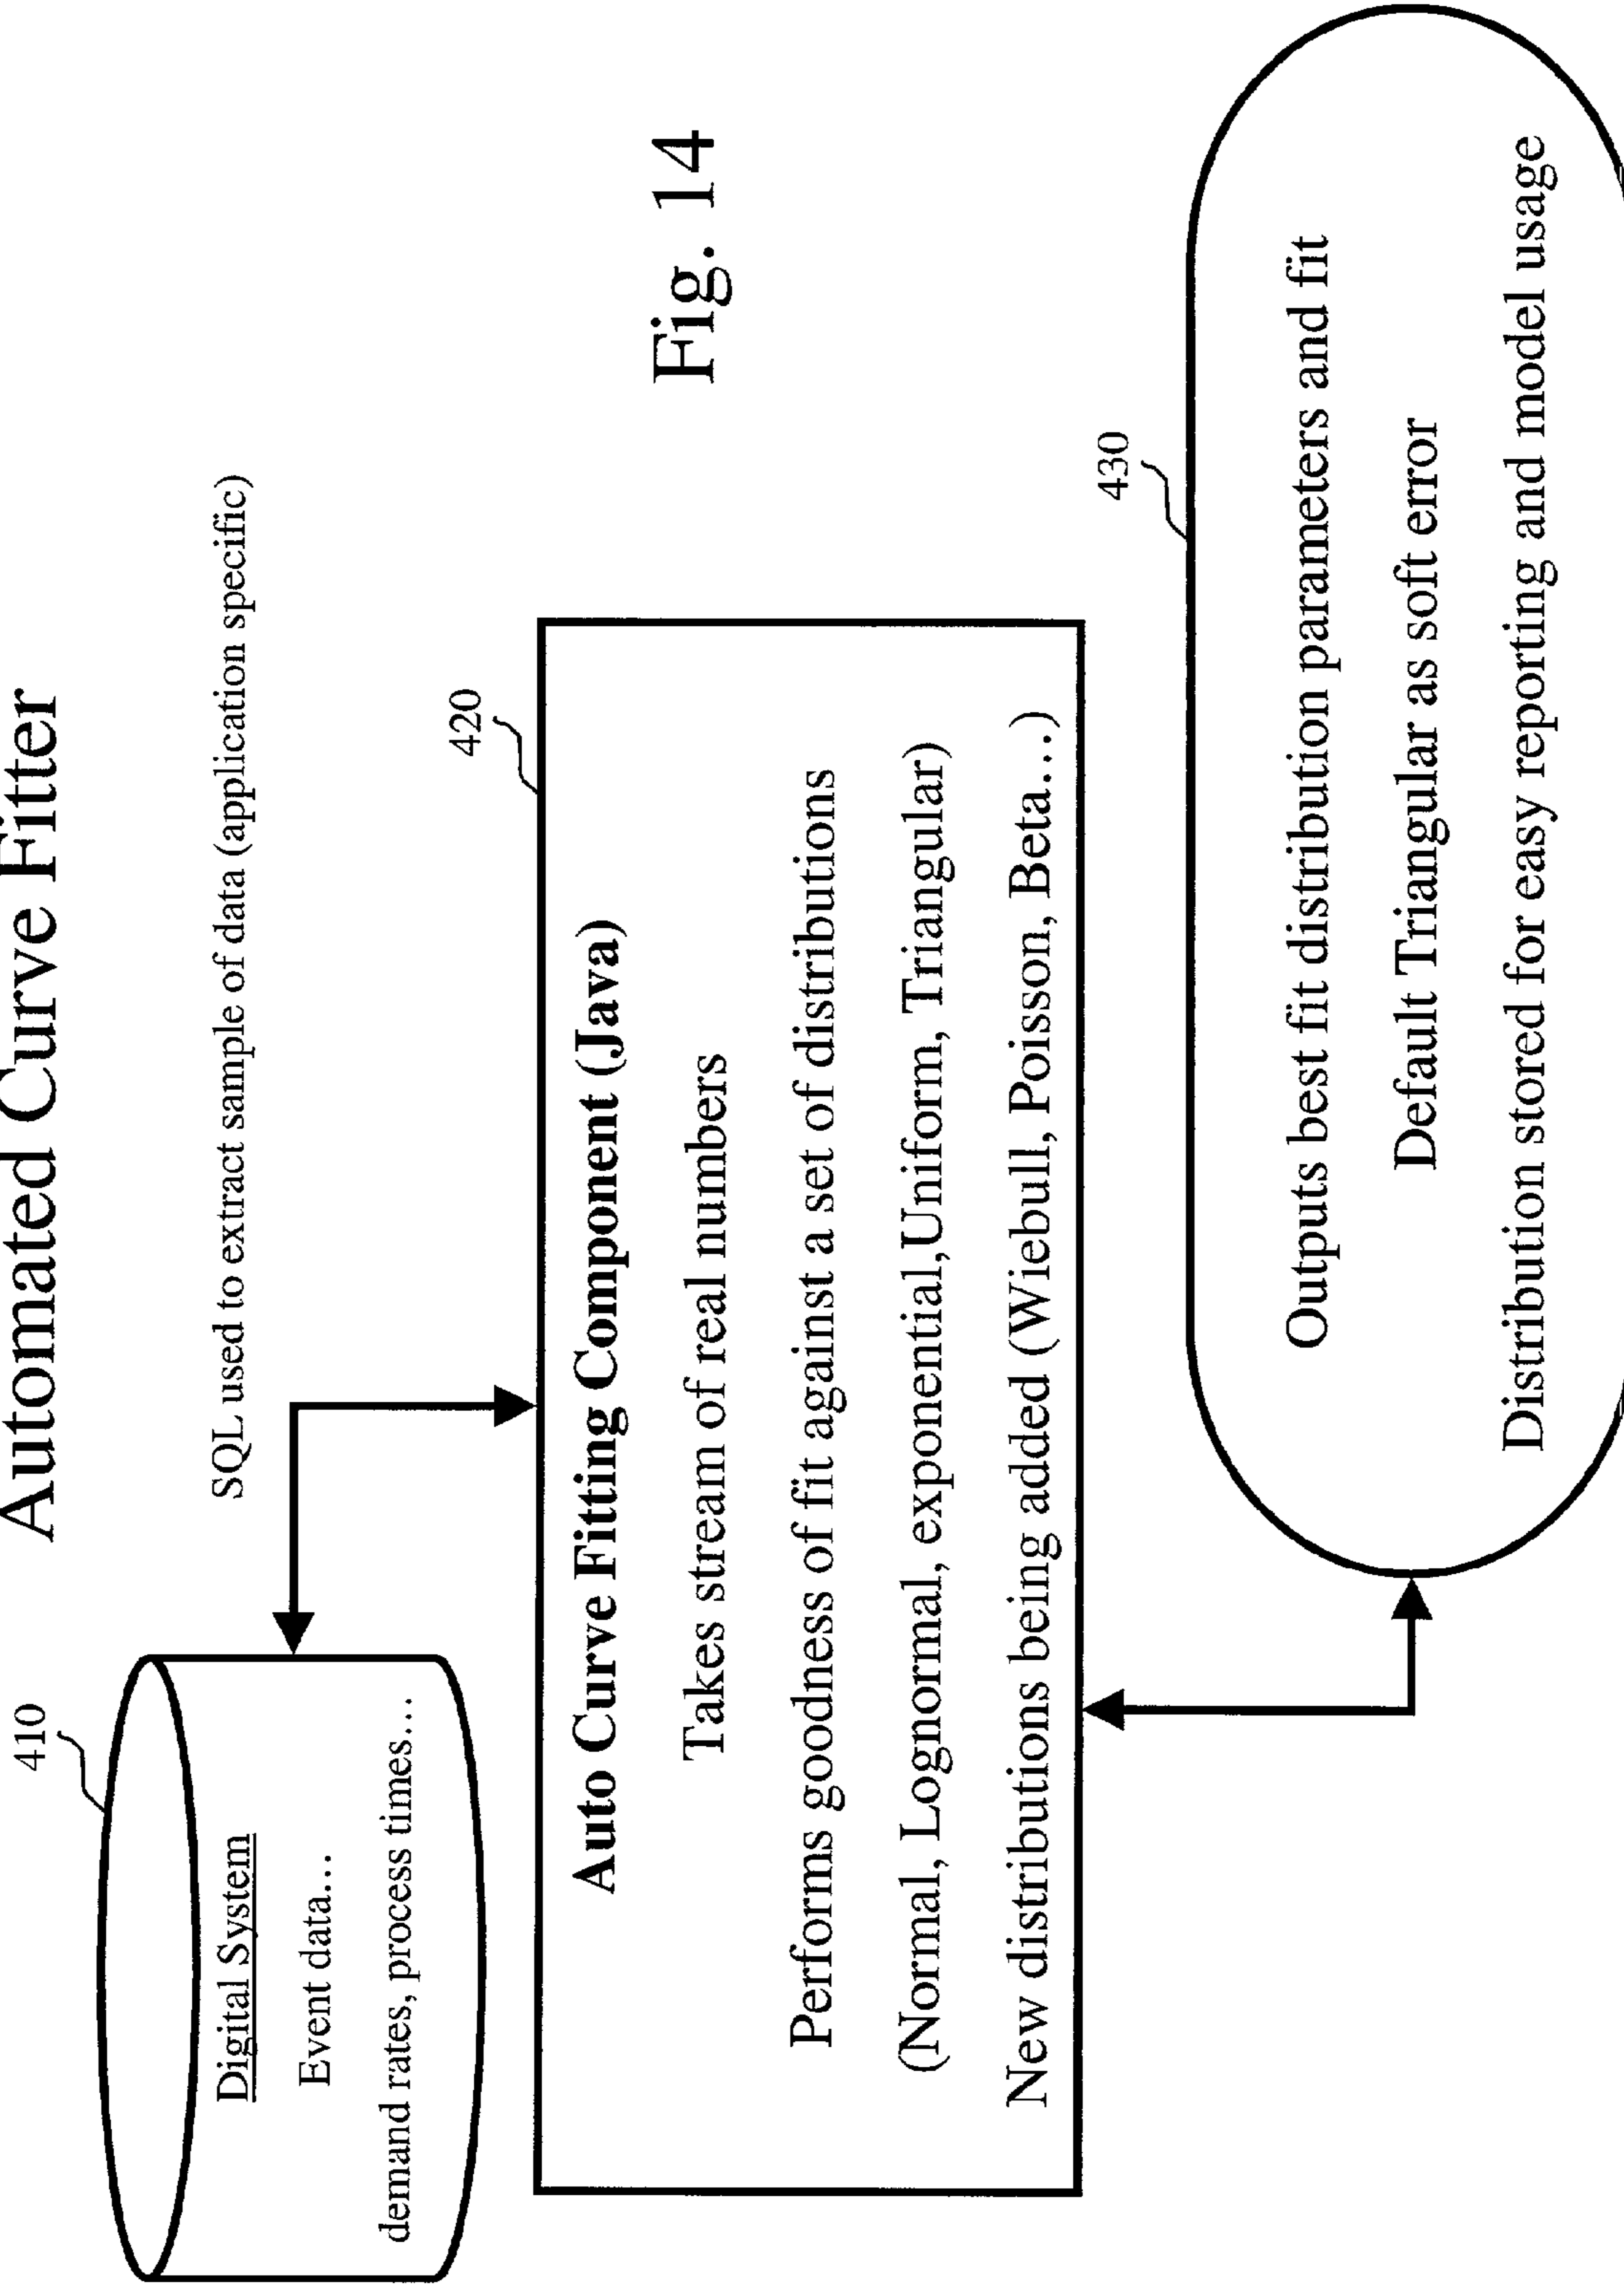 Automated Curve Fitter
410
Digital System
Event data...
demand rates, process times...
SQL used to extract sample of data (application specific)
420
Auto Curve Fitting Component (Java)
Takes stream of real numbers
Performs goodness of fit against a set of distributions
(Normal, Lognormal, exponential,Uniform, Triangular)
New distributions being added (Wiebull, Poisson, Beta...)
Fig. 14
430
Outputs best fit distribution parameters and fit
Default Triangular as soft error
Distribution stored for easy reporting and model usage